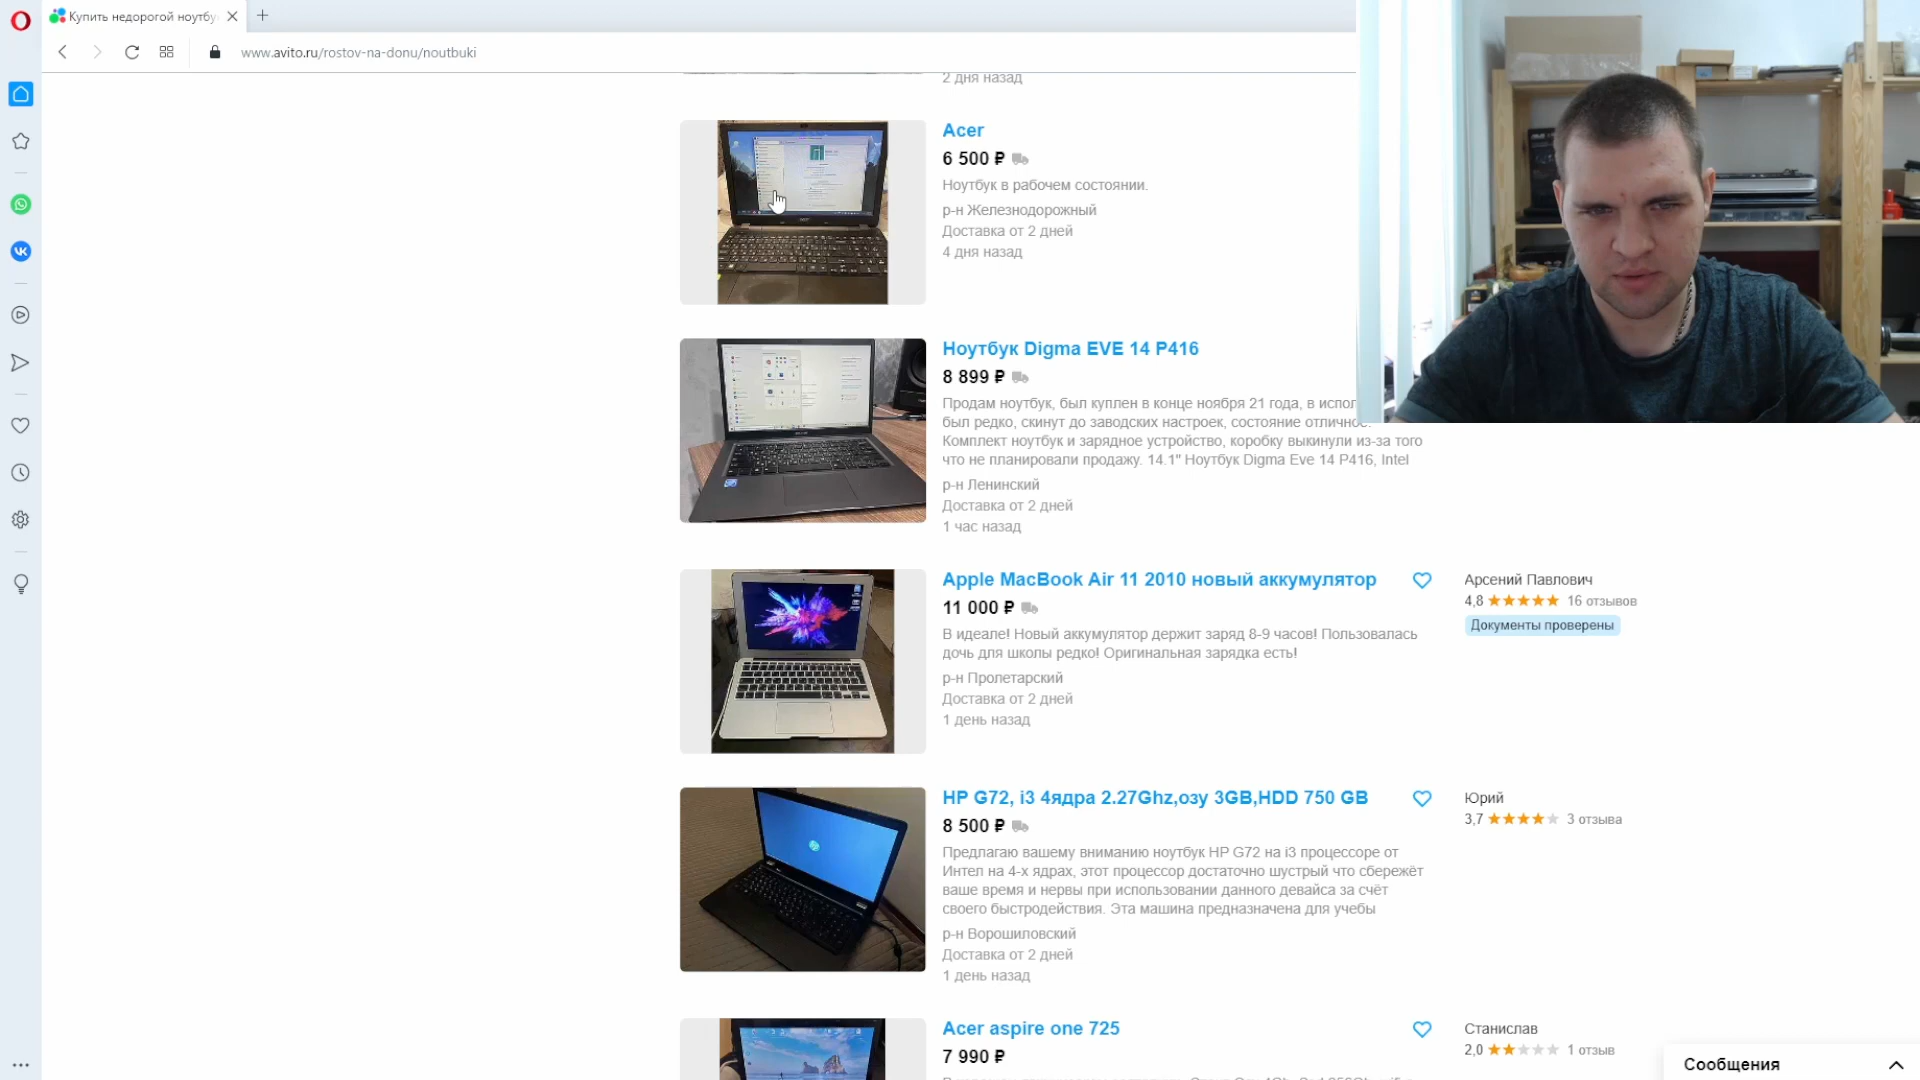 Купить недорогой ноутбу
www.avito.ru/rostov-na-donu/noutbuki
2 дня назад
Acer
6 500 ₽
Ноутбук в рабочем состоянии.
р-н Железнодорожный
Доставка от 2 дней
4 дня назад
Ноутбук Digma EVE 14 P416
8 899 ₽
Продам ноутбук, был куплен в конце ноября 21 года, в испол
был редко, скинут до заводских настроек, состояние отличное.
Комплект ноутбук и зарядное устройство, коробку выкинули из-за того
что не планировали продажу. 14.1" Ноутбук Digma Eve 14 P416, Intel
р-н Ленинский
Доставка от 2 дней
1 час назад
Apple MacBook Air 11 2010 новый аккумулятор
11 000 ₽
В идеале! Новый аккумулятор держит заряд 8-9 часов! Пользовалась
дочь для школы редко! Оригинальная зарядка есть!
р-н Пролетарский
Доставка от 2 дней
1 день назад
Арсений Павлович
4,8 16 отзывов
Документы проверены
HP G72, i3 4ядра 2.27Ghz,озу 3GB,HDD 750 GB
8 500 ₽
Предлагаю вашему вниманию ноутбук HP G72 на i3 процессоре от
Интел на 4-х ядрах, этот процессор достаточно шустрый что сбережёт
ваше время и нервы при использовании данного девайса за счёт
своего быстродействия. Эта машина предназначена для учебы
р-н Ворошиловский
Доставка от 2 дней
1 день назад
Юрий
3,7 3 отзыва
Acer aspire one 725
7 990 ₽
Станислав
2,0 1 отзыв
Сообщения